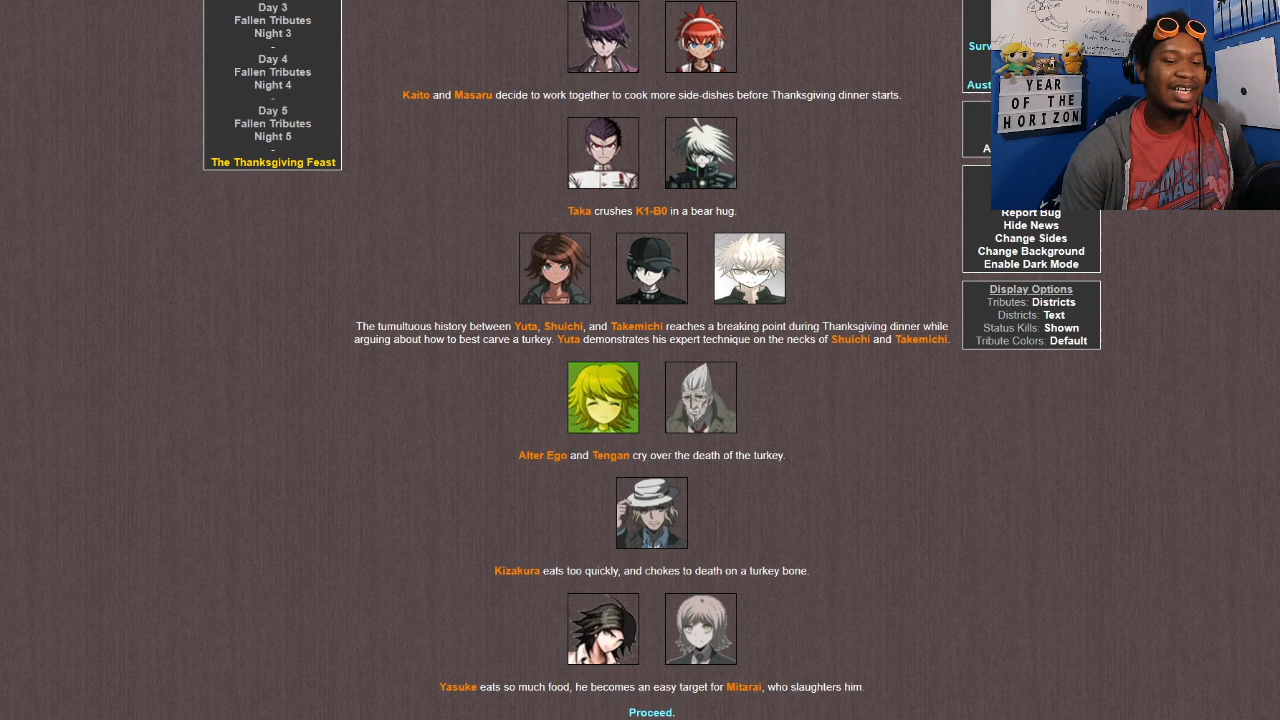 Day 3
Fallen Tributes
Night 3
-
Day 4
Fallen Tributes
Night 4
-
Day 5
Fallen Tributes
Night 5
-
The Thanksgiving Feast
Kaito and Masaru decide to work together to cook more side-dishes before Thanksgiving dinner starts.
Taka crushes K1-B0 in a bear hug.
The tumultuous history between Yuta, Shuichi, and Takemichi reaches a breaking point during Thanksgiving dinner while
arguing about how to best carve a turkey. Yuta demonstrates his expert technique on the necks of Shuichi and Takemichi.
Alter Ego and Tengan cry over the death of the turkey.
Kizakura eats too quickly, and chokes to death on a turkey bone.
Yasuke eats so much food, he becomes an easy target for Mitarai, who slaughters him.
Proceed.
Surv
Aust
A
YEAR
OF THE
HORIZON
THE MYSTERY
MACH
Report Bug
Hide News
Change Sides
Change Background
Enable Dark Mode
Display Options
Tributes: Districts
Districts: Text
Status Kills: Shown
Tribute Colors: Default